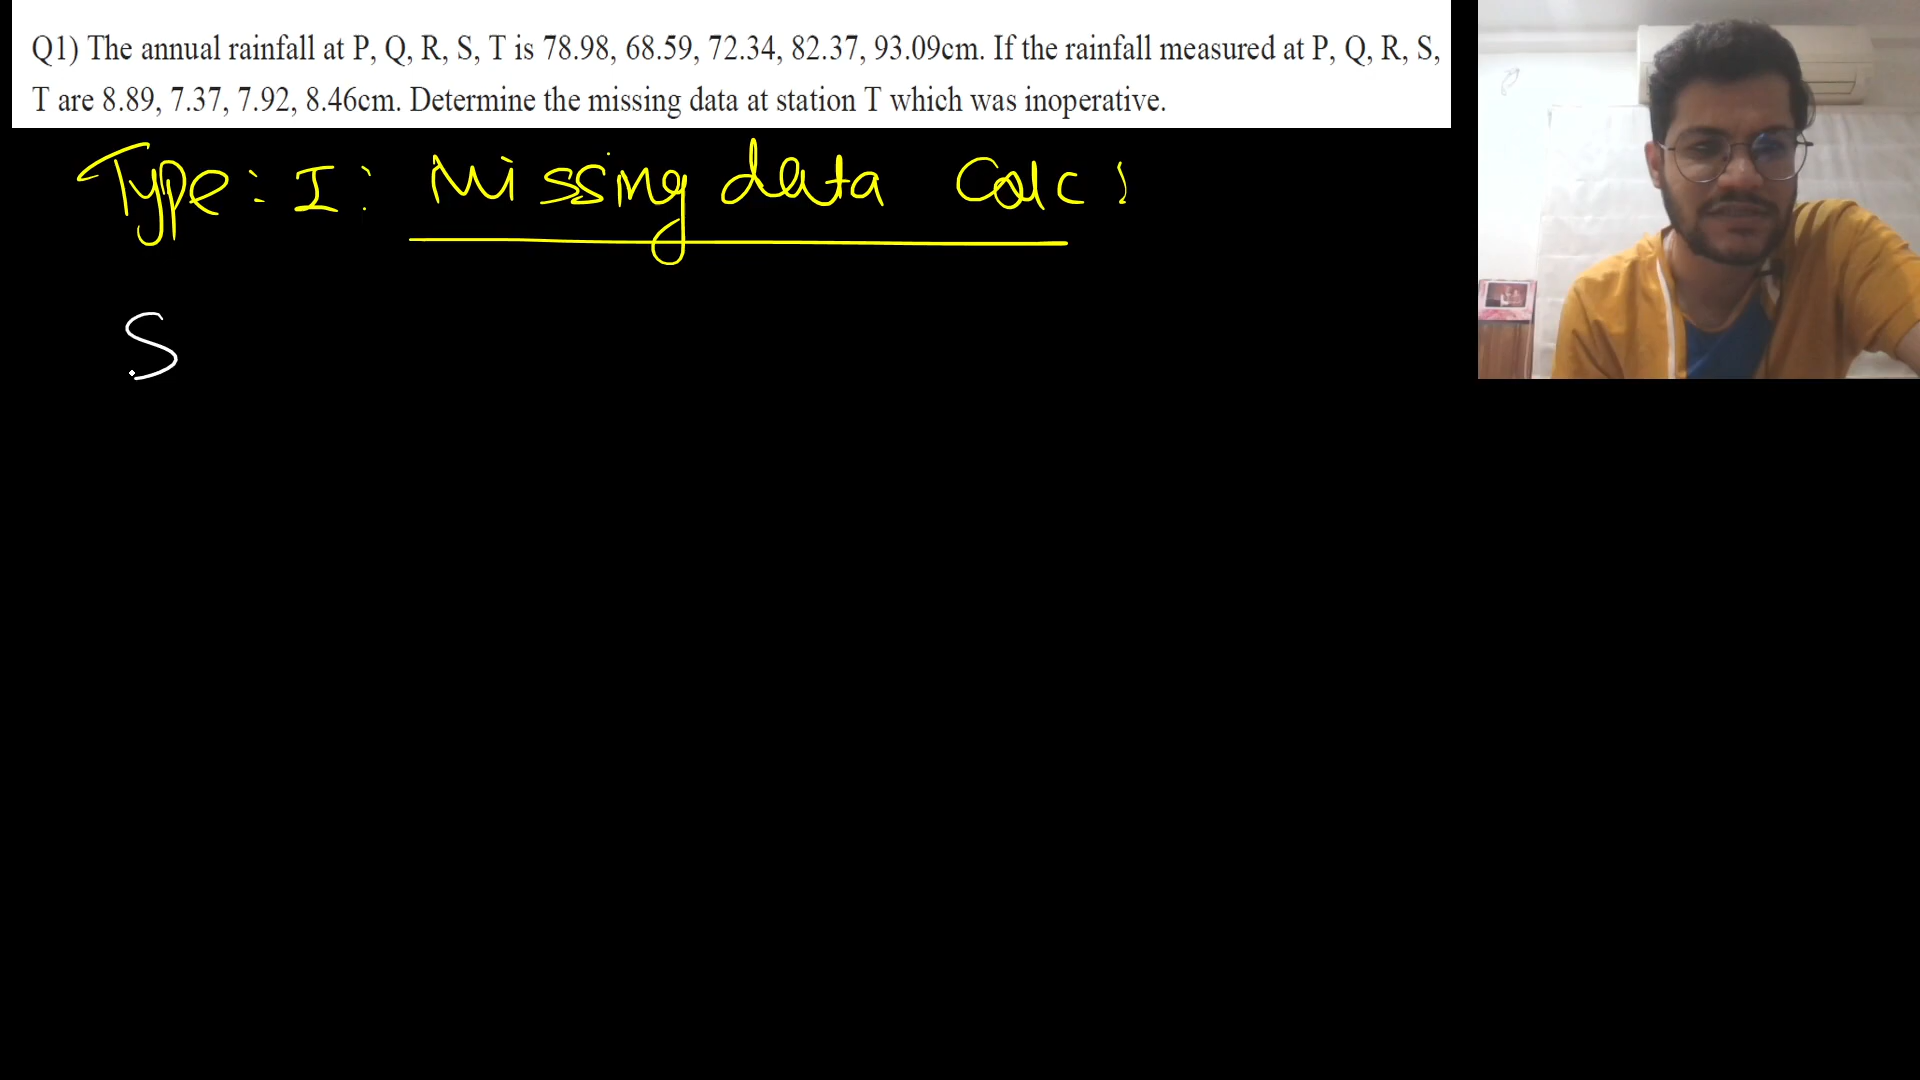 Q1) The annual rainfall at P, Q, R, S, T is 78.98, 68.59, 72.34, 82.37, 93.09cm. If the rainfall measured at P, Q, R, S,
T are 8.89, 7.37, 7.92, 8.46cm. Determine the missing data at station T which was inoperative.
Type: I: Missing data Calc :
S